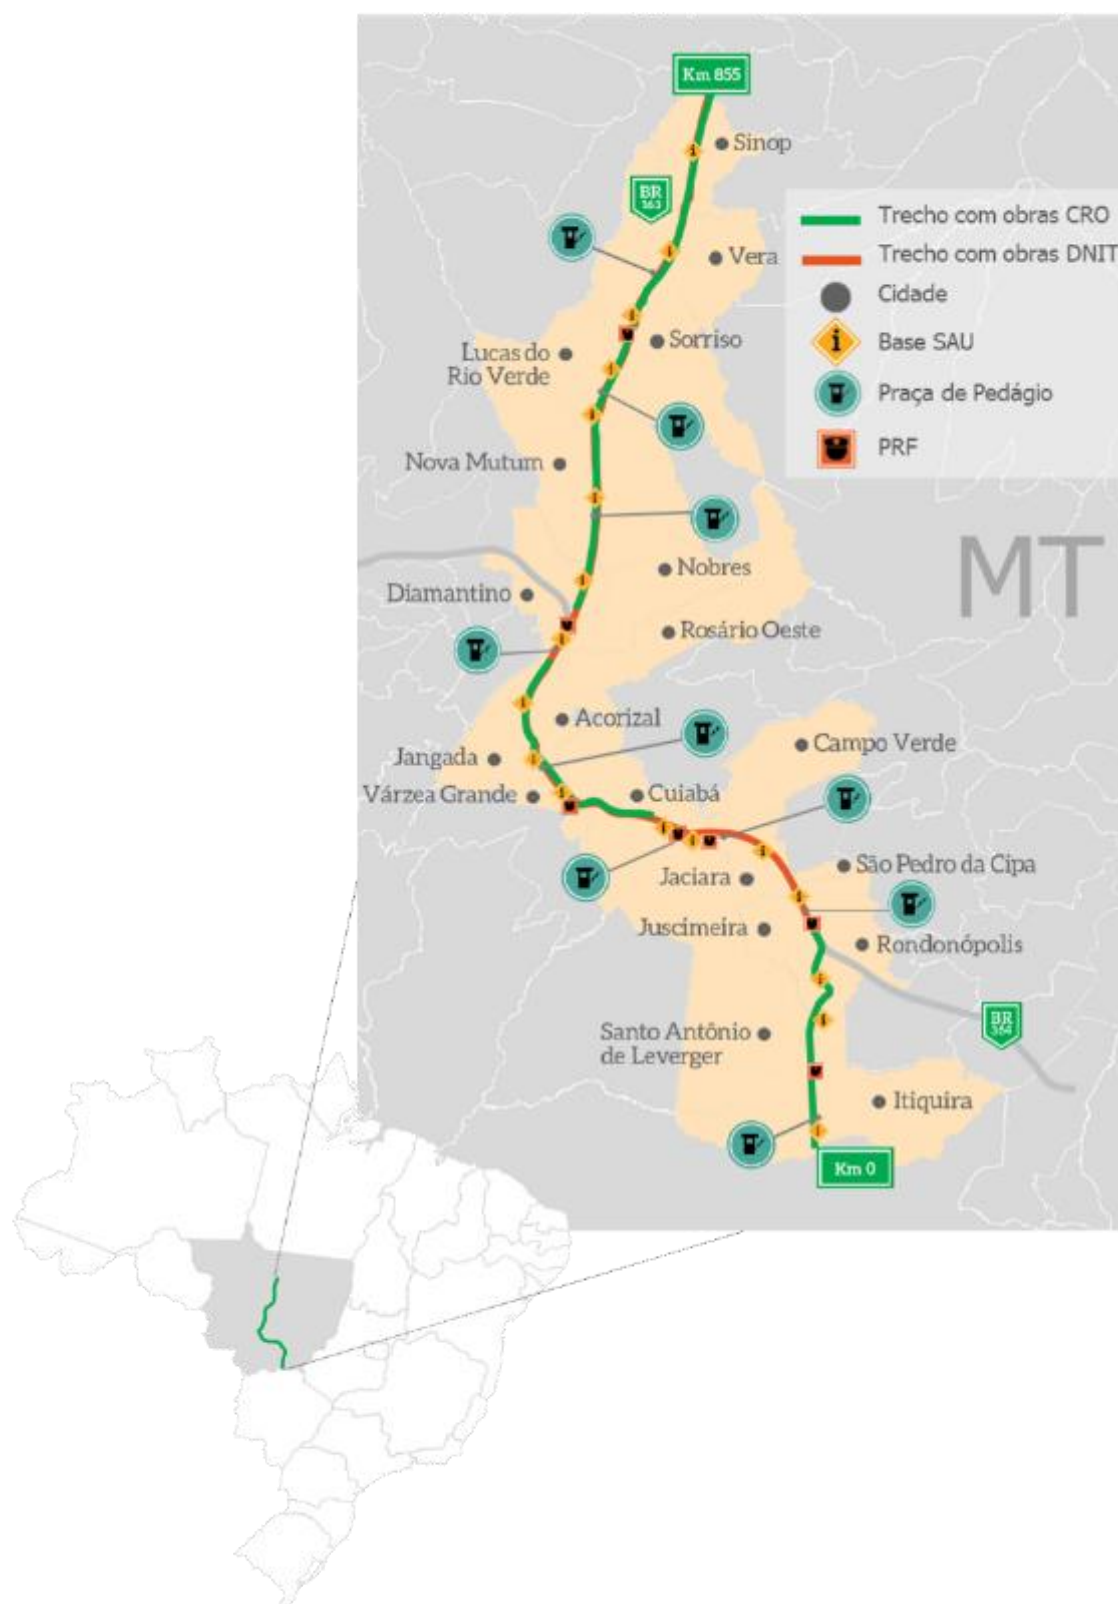 Km 855
Sinop
BR
163
Trecho com obras CRO
Trecho com obras DNIT
Vera
Cidade
Sorriso
Base SAU
Lucas do
Rio Verde
Praça de Pedágio
PRF
Nova Mutum
MT
Nobres
Diamantino
Rosário Oeste
Acorizal
Campo Verde
Jangada
Várzea Grande
Cuiabá
São Pedro da Cipa
Jaciara
Juscimeira
Rondonópolis
BR
364
Santo Antônio
de Leverger
Itiquira
Km 0